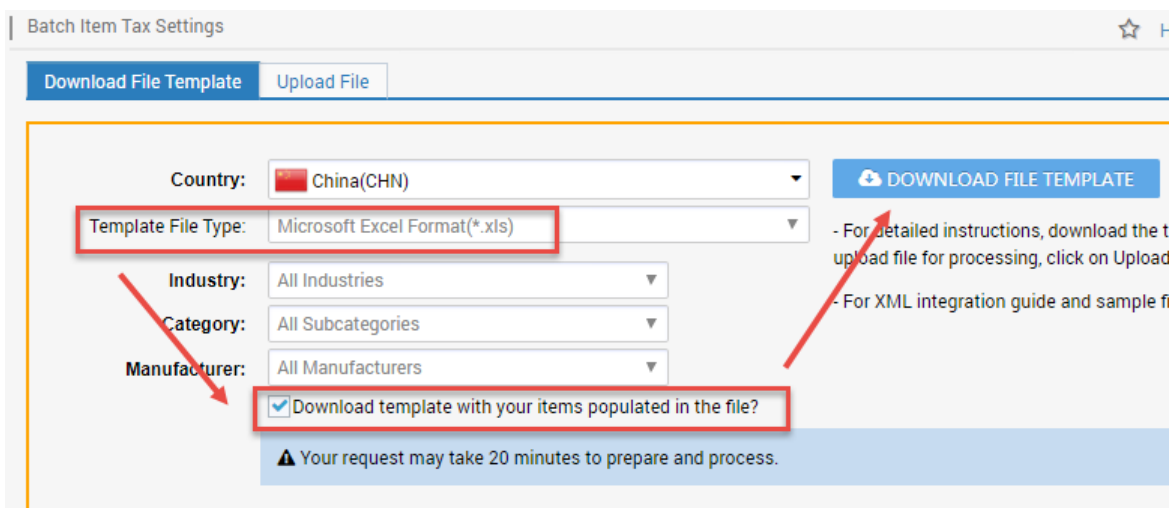 Batch Item Tax Settings
Download File Template
Upload File
Country:
China(CHN)
DOWNLOAD FILE TEMPLATE
Template File Type:
Microsoft Excel Format(*.xls)
- For detailed instructions, download the
upload file for processing, click on Upload
Industry:
All Industries
- For XML integration guide and sample
Category:
All Subcategories
Manufacturer:
All Manufacturers
Download template with your items populated in the file?
Your request may take 20 minutes to prepare and process.